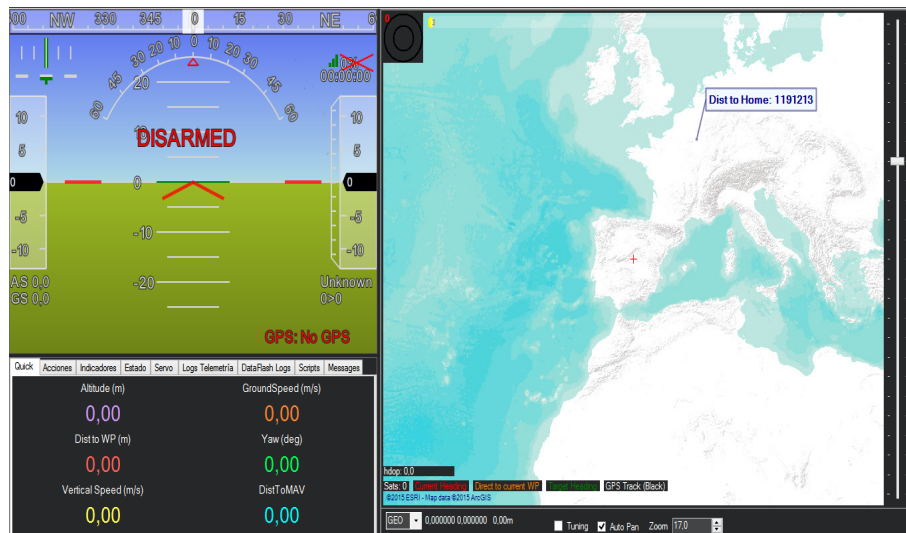 300 NW 330 345 0 15 30 NE 6
60 45 30 20 10 0 10 20 30 45 60
0%
00:00:00
20
10 10
DISARMED
5 5
0 0 0
-5 -5
-10
-10 -10
AS 0,0 -20 Unknown
GS 0,0 0>0
GPS: No GPS
Quick Acciones Indicadores Estado Servo Logs Telemetría DataFlash Logs Scripts Messages
Altitude (m) GroundSpeed (m/s)
0,00 0,00
Dist to WP (m) Yaw (deg)
0,00 0,00
Vertical Speed (m/s) DistToMAV
0,00 0,00
0
Dist to Home: 1191213
hdop: 0,0
Sats: 0 Current Heading Direct to current WP Target Heading GPS Track (Black)
©2015 ESRI - Map data ©2015 ArcGIS
GEO 0,000000 0,000000 0,00m Tuning Auto Pan Zoom 17,0